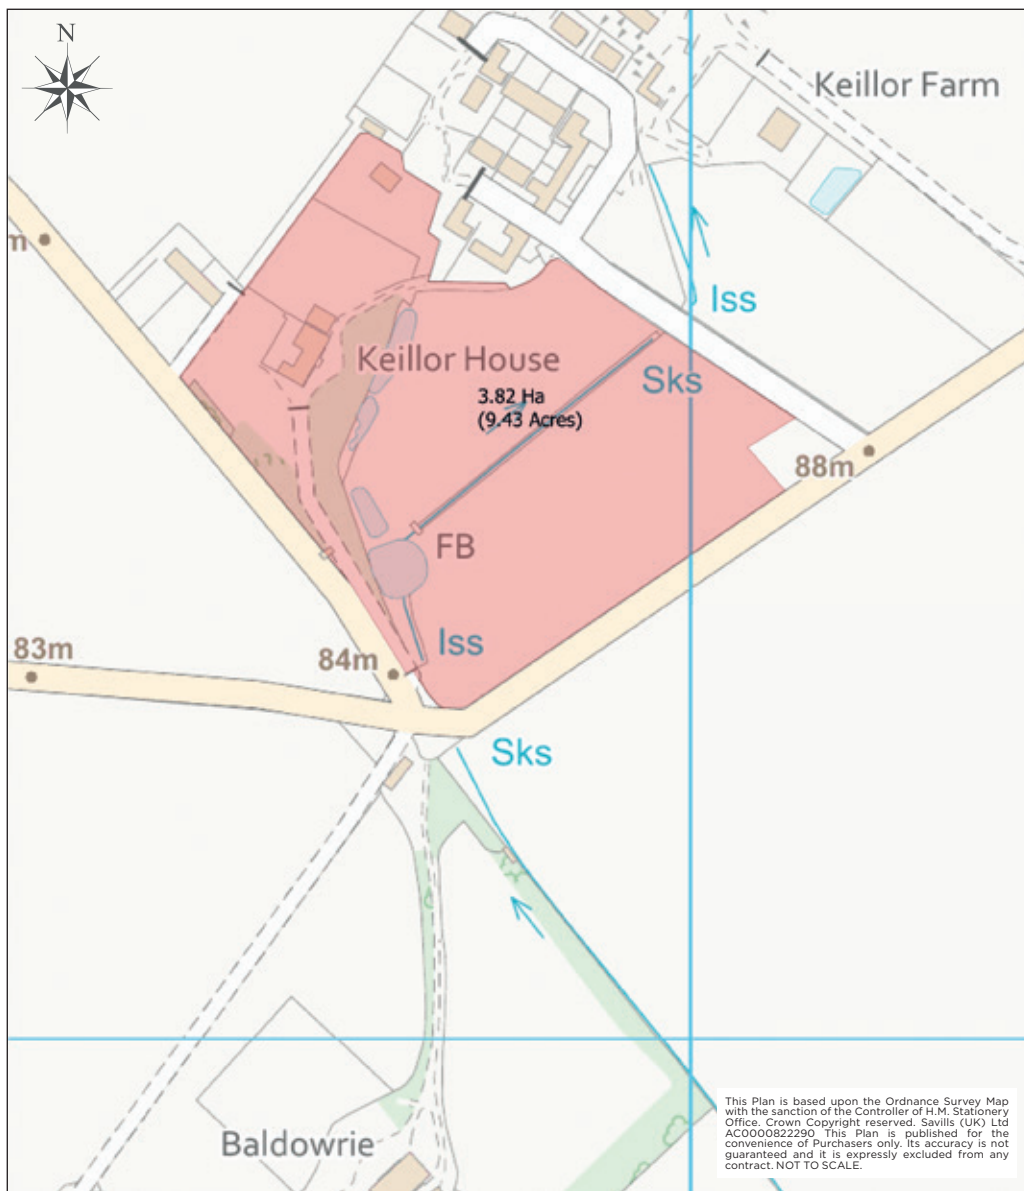 N
Keillor Farm
m
Iss
Keillor House
Sks
3.82 Ha
(9.43 Acres)
88m
FB
Iss
83m
84m
Sks
Baldowrie
This Plan is based upon the Ordnance Survey Map
with the sanction of the Controller of H.M. Stationery
Office. Crown Copyright reserved. Savills (UK) Ltd
AC0000822290 This Plan is published for the
convenience of Purchasers only. Its accuracy is not
guaranteed and it is expressly excluded from any
contract. NOT TO SCALE.